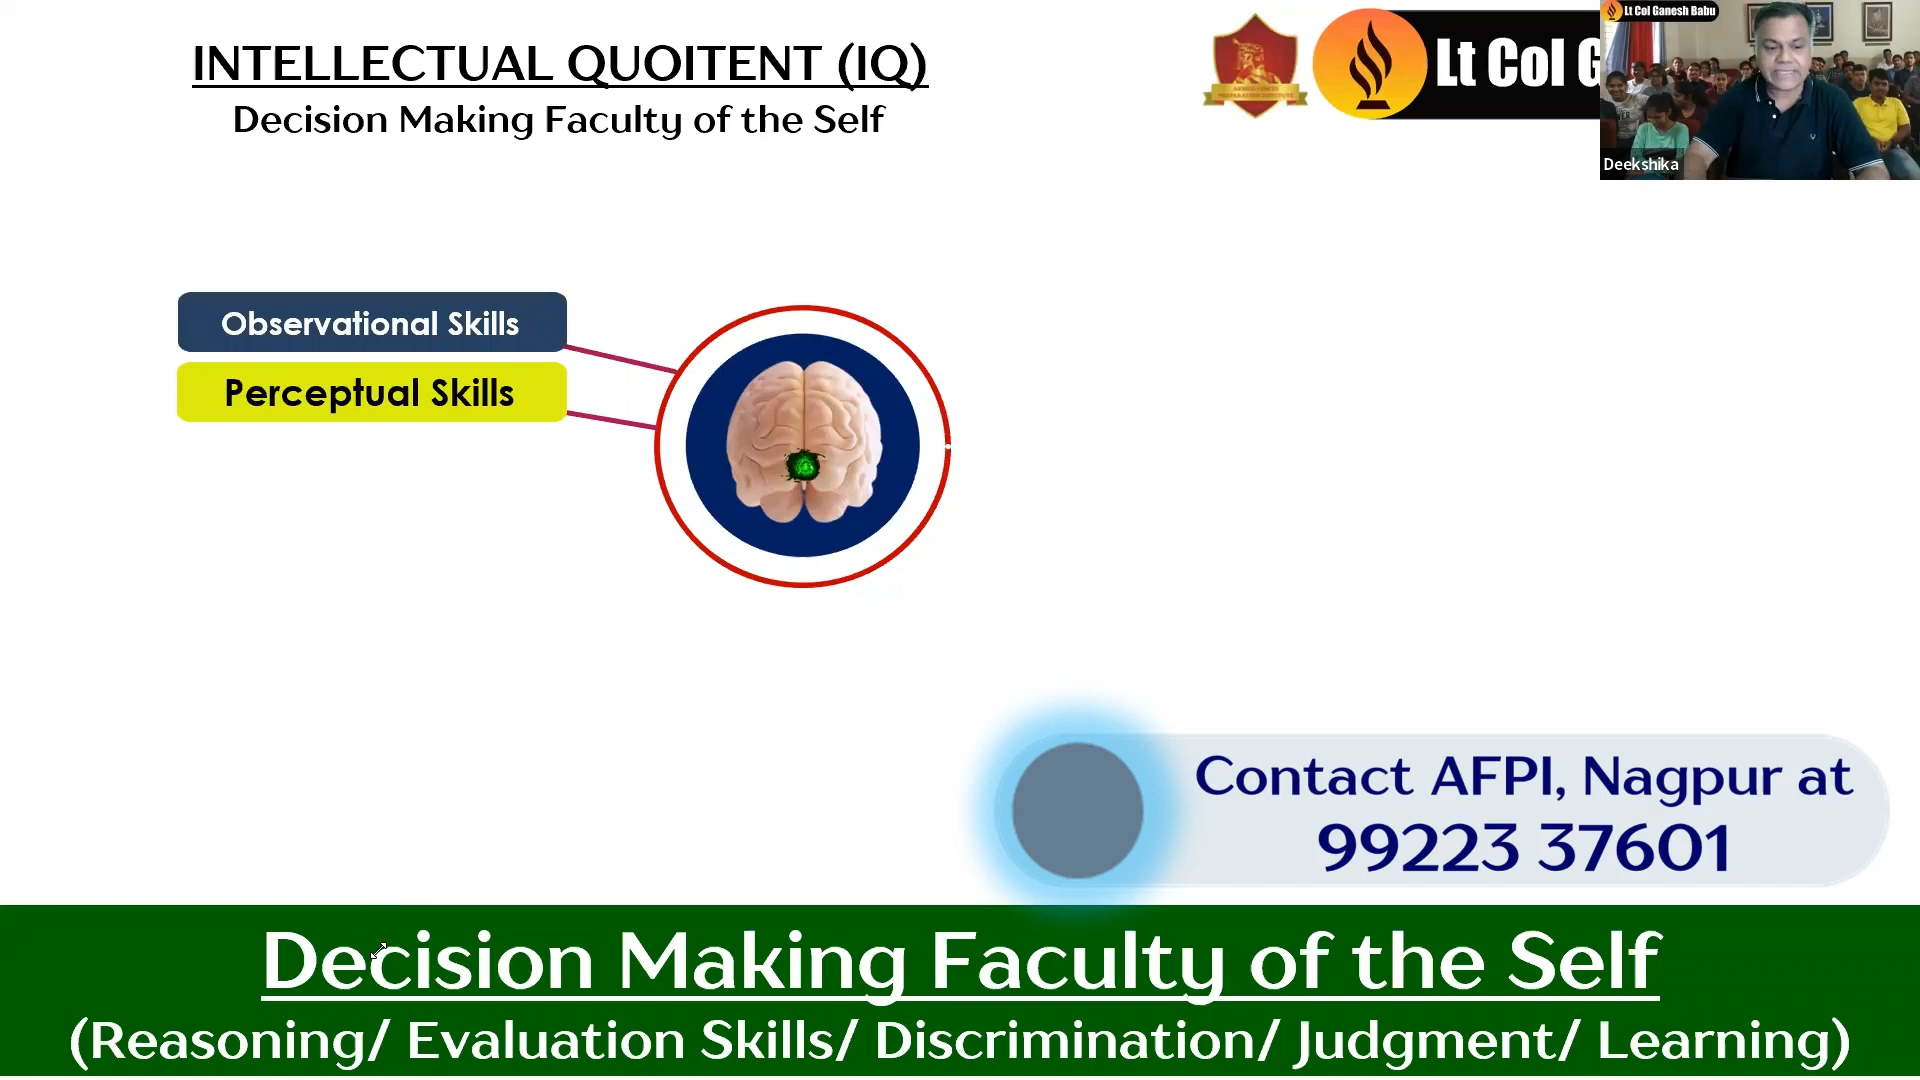 INTELLECTUAL QUOITENT (IQ)
Decision Making Faculty of the Self
Lt Col G
Lt Col Ganesh Babu
Deekshika
Observational Skills
Perceptual Skills
Contact AFPI, Nagpur at
99223 37601
Decision Making Faculty of the Self
(Reasoning/ Evaluation Skills/ Discrimination/ Judgment/ Learning)